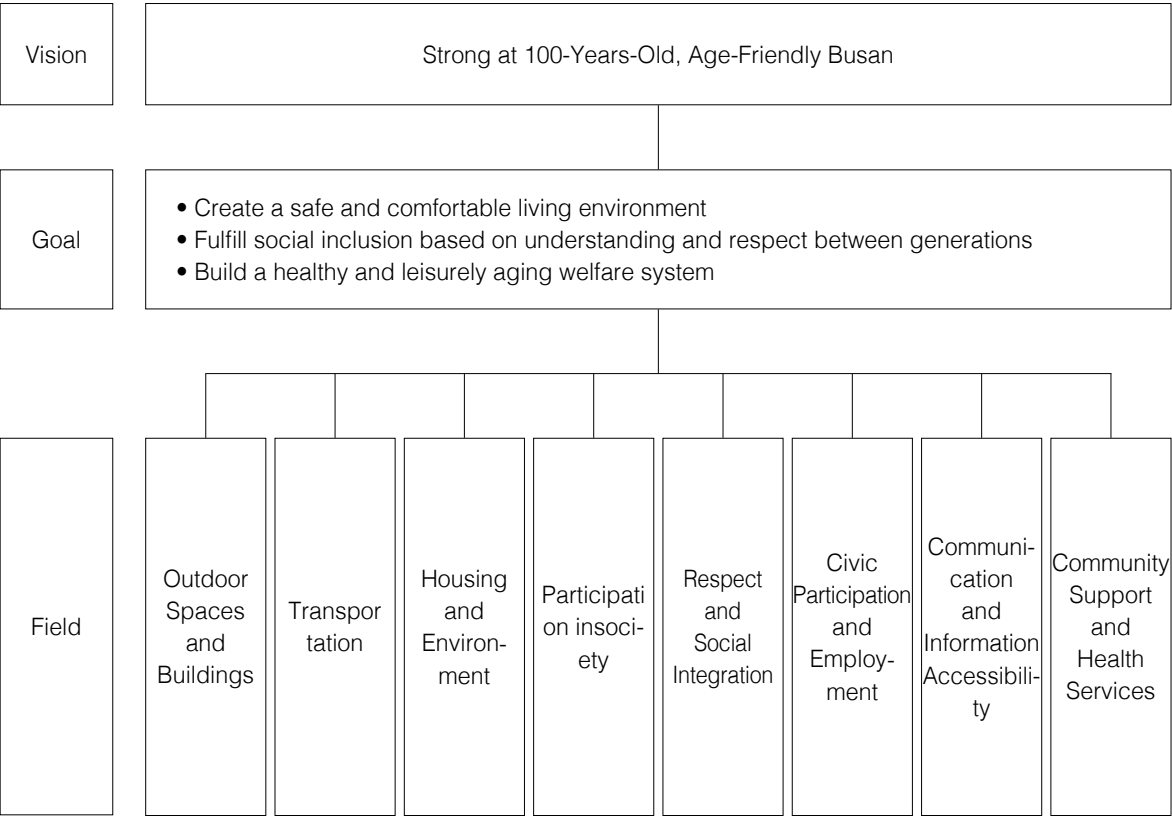 Vision
Strong at 100-Years-Old, Age-Friendly Busan
Goal
• Create a safe and comfortable living environment
• Fulfill social inclusion based on understanding and respect between generations
• Build a healthy and leisurely aging welfare system
Field
Outdoor
Spaces
and
Buildings
Transpor
tation
Housing
and
Environ-
ment
Participati
on insoci-
ety
Respect
and
Social
Integration
Civic
Participation
and
Employ-
ment
Communi-
cation
and
Information
Accessibili-
ty
Community
Support
and
Health
Services